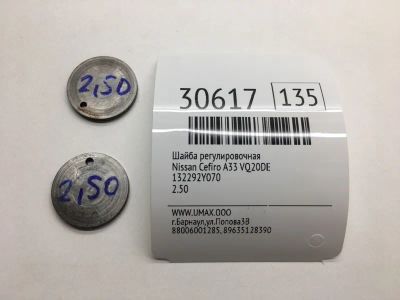 2,50
2,50
30617 135
Шайба регулировочная
Nissan Cefiro A33 VQ20DE
132292Y070
2.50
WWW.UMAX.OOO
г.Барнаул,ул.Попова3В
88006001285, 89635128390